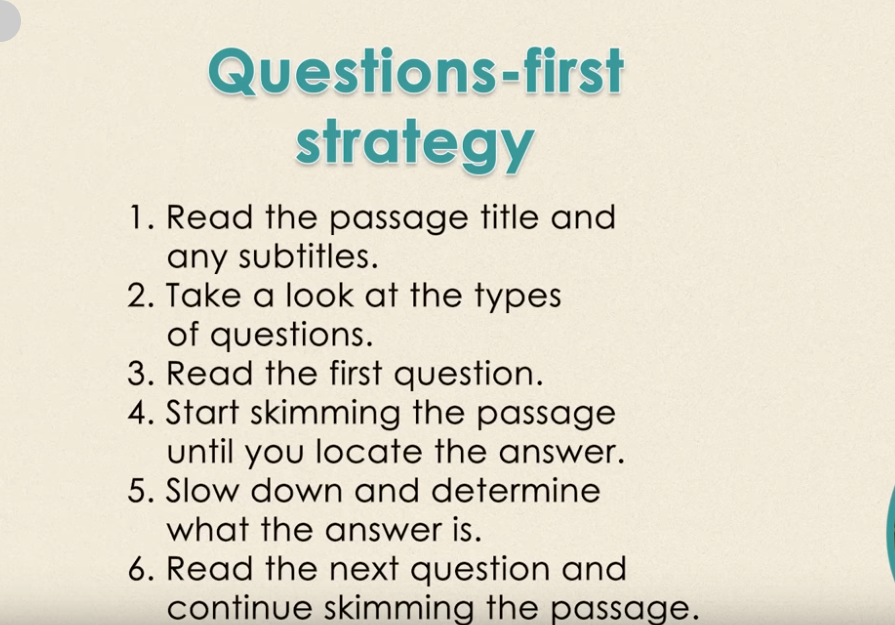 Questions-first
strategy
1. Read the passage title and
any subtitles.
2. Take a look at the types
of questions.
3. Read the first question.
4. Start skimming the passage
until you locate the answer.
5. Slow down and determine
what the answer is.
6. Read the next question and
continue skimming the passage.